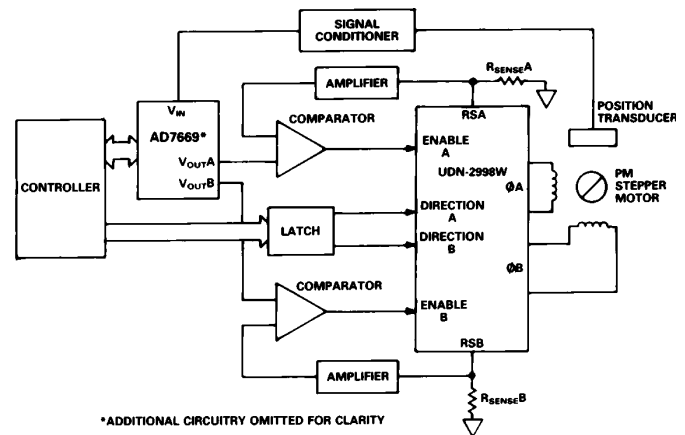 SIGNAL
CONDITIONER
AMPLIFIER
RSENSEA
VIN
AD7669*
VOUTA
VOUTB
COMPARATOR
RSA
ENABLE
A
UDN-2998W
ØA
POSITION
TRANSDUCER
PM
STEPPER
MOTOR
CONTROLLER
LATCH
DIRECTION
A
DIRECTION
B
ØB
COMPARATOR
ENABLE
B
RSB
AMPLIFIER
RSENSEB
*ADDITIONAL CIRCUITRY OMITTED FOR CLARITY